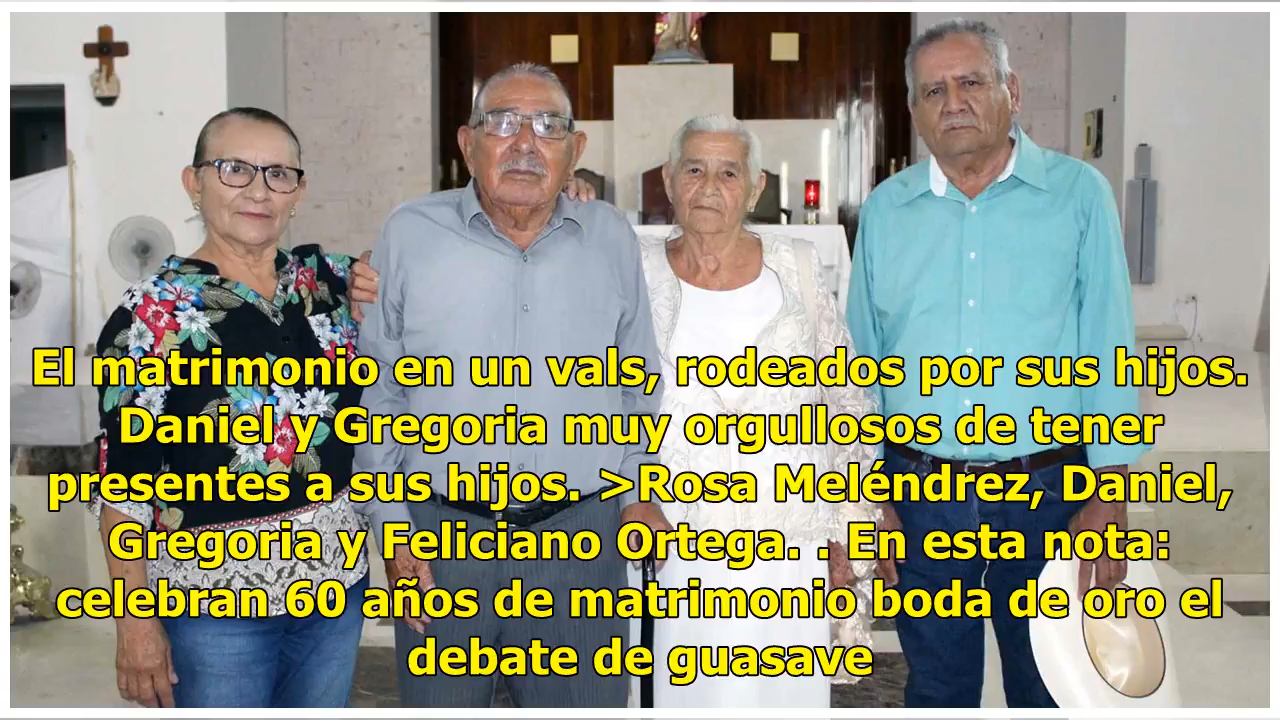 El matrimonio en un vals, rodeados por sus hijos.
Daniel y Gregoria muy orgullosos de tener
presentes a sus hijos. >Rosa Meléndrez, Daniel,
Gregoria y Feliciano Ortega. . En esta nota:
celebran 60 años de matrimonio boda de oro el
debate de guasave